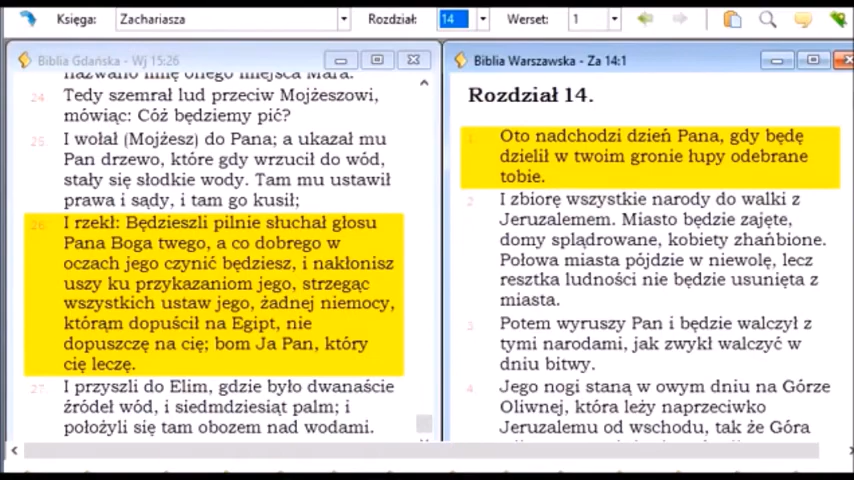 Księga: Zachariasza Rozdział: 14 Werset: 1
Biblia Gdańska - Wj 15:26
nazwano imię onego miejsca Mara.
24. Tedy szemrał lud przeciw Mojżeszowi,
mówiąc: Cóż będziemy pić?
25. I wołał (Mojżesz) do Pana; a ukazał mu
Pan drzewo, które gdy wrzucił do wód,
stały się słodkie wody. Tam mu ustawił
prawa i sądy, i tam go kusił;
26. I rzekł: Będzieszli pilnie słuchał głosu
Pana Boga twego, a co dobrego w
oczach jego czynić będziesz, i nakłonisz
uszy ku przykazaniom jego, strzegąc
wszystkich ustaw jego, żadnej niemocy,
którąm dopuścił na Egipt, nie
dopuszczę na cię; bom Ja Pan, który
cię leczę.
27. I przyszli do Elim, gdzie było dwanaście
źródeł wód, i siedmdziesiąt palm; i
położyli się tam obozem nad wodami.
Biblia Warszawska - Za 14:1
Rozdział 14.
1. Oto nadchodzi dzień Pana, gdy będę
dzielił w twoim gronie łupy odebrane
tobie.
2. I zbiorę wszystkie narody do walki z
Jeruzalemem. Miasto będzie zajęte,
domy splądrowane, kobiety zhańbione.
Połowa miasta pójdzie w niewolę, lecz
resztka ludności nie będzie usunięta z
miasta.
3. Potem wyruszy Pan i będzie walczył z
tymi narodami, jak zwykł walczyć w
dniu bitwy.
4. Jego nogi staną w owym dniu na Górze
Oliwnej, która leży naprzeciwko
Jeruzalemu od wschodu, tak że Góra